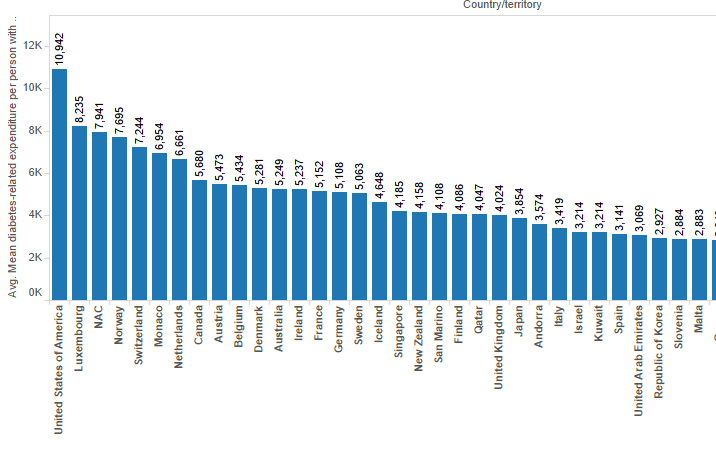 Country/territory
Avg. Mean diabetes-related expenditure per person with ..
12K
10K
8K
6K
4K
2K
0K
10,942
8,235
7,941
7,695
7,244
6,954
6,661
5,680
5,473
5,434
5,281
5,249
5,237
5,152
5,108
5,063
4,648
4,185
4,158
4,108
4,086
4,047
4,024
3,854
3,574
3,419
3,214
3,214
3,141
3,069
2,927
2,884
2,883
United States of America
Luxembourg
NAC
Norway
Switzerland
Monaco
Netherlands
Canada
Austria
Belgium
Denmark
Australia
Ireland
France
Germany
Sweden
Iceland
Singapore
New Zealand
San Marino
Finland
Qatar
United Kingdom
Japan
Andorra
Italy
Israel
Kuwait
Spain
United Arab Emirates
Republic of Korea
Slovenia
Malta